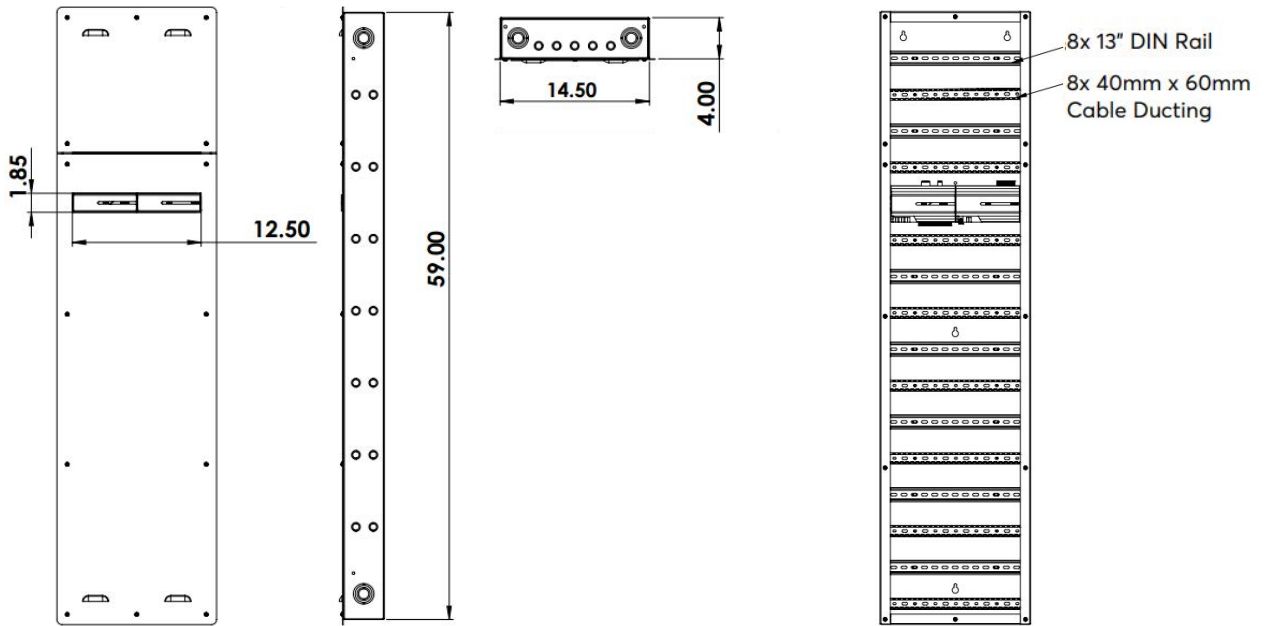 1.85
12.50
59.00
14.50
4.00
8x 13" DIN Rail
8x 40mm x 60mm
Cable Ducting